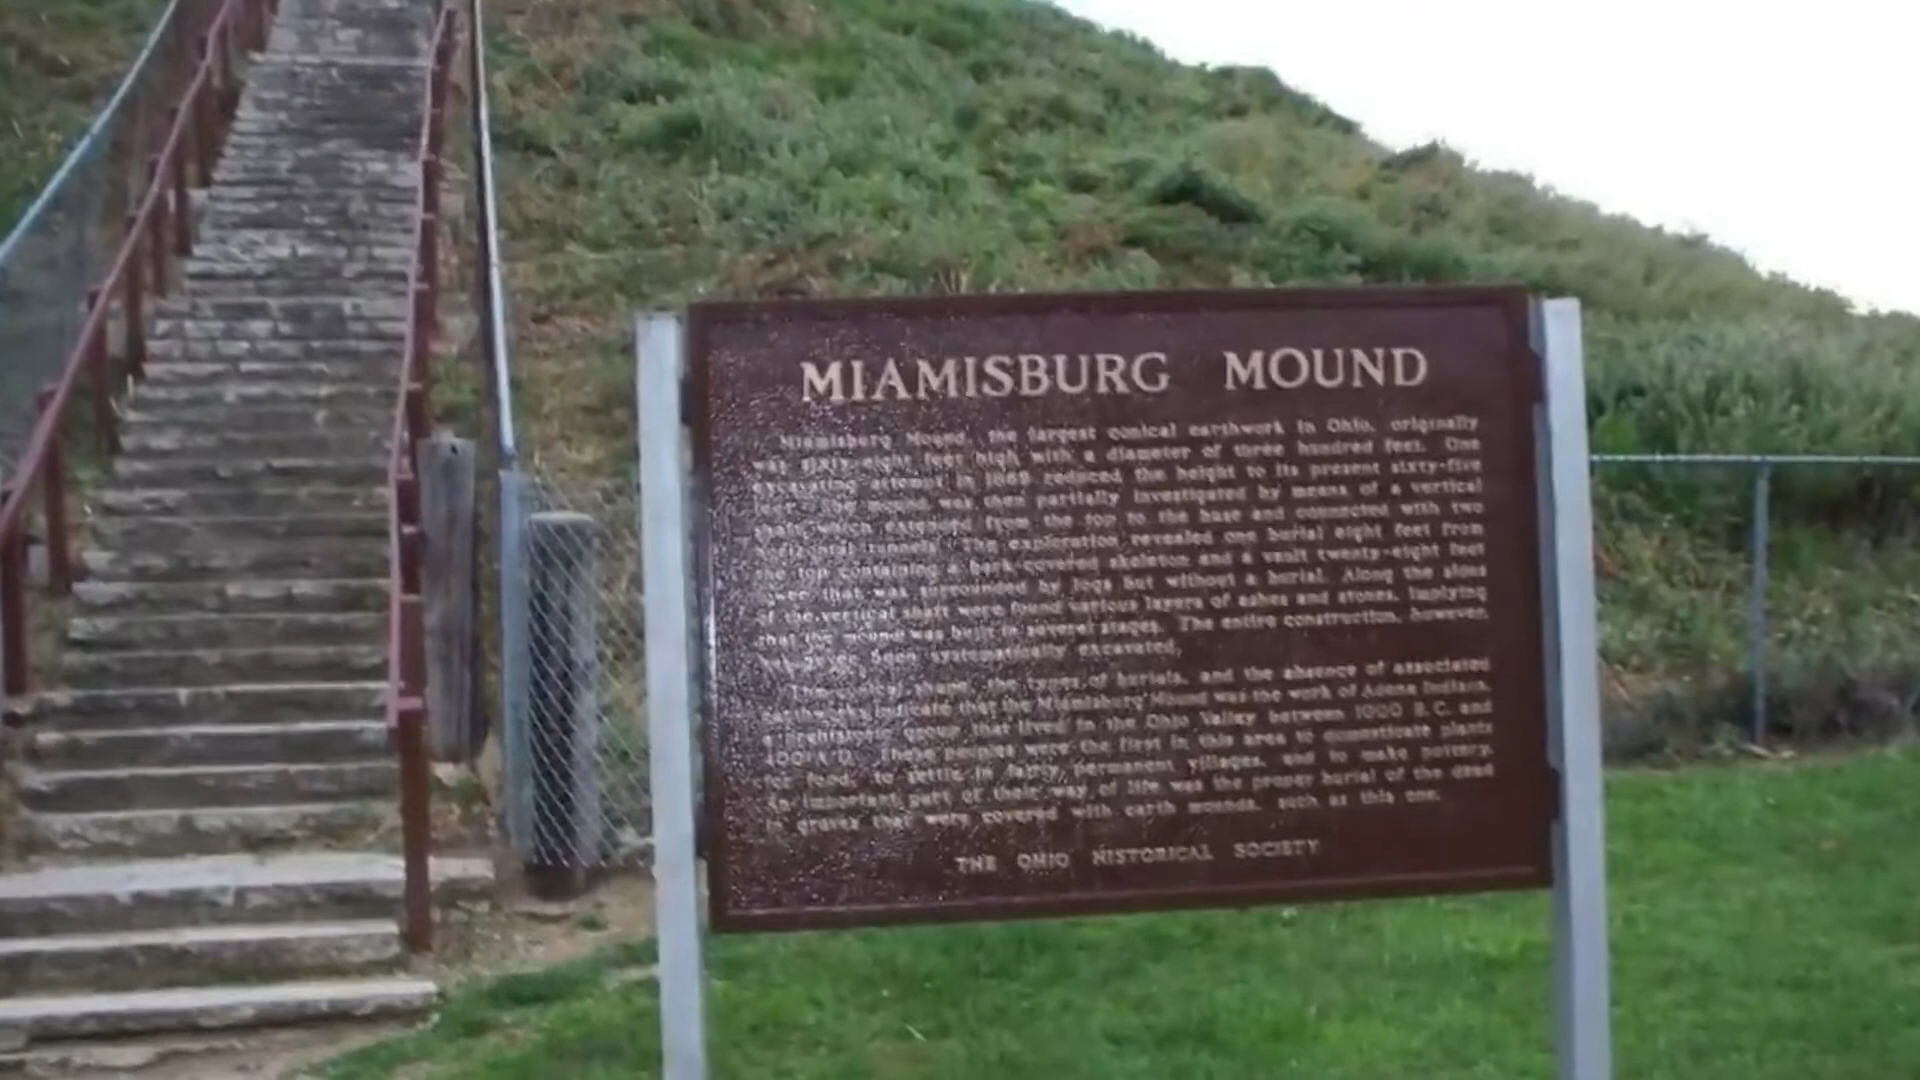 MIAMISBURG MOUND
Miamisburg Mound, the largest conical earthwork in Ohio, originally
was sixty-eight feet high with a diameter of three hundred feet. One
excavating attempt in 1869 reduced the height to its present sixty-five
feet. The mound was then partially investigated by means of a vertical
shaft which extended from the top to the base and connected with two
horizontal tunnels. The exploration revealed one burial eight feet from
the top containing a bark-covered skeleton and a vault twenty-eight feet
lower that was surrounded by logs but without a burial. Along the sides
of the vertical shaft were found various layers of ashes and stones, implying
that the mound was built in several stages. The entire construction, however,
has never been systematically excavated.
The conical shape, the types of burials, and the absence of associated
earthworks indicate that the Miamisburg Mound was the work of Adena Indians,
a prehistoric group that lived in the Ohio Valley between 1000 B.C. and
400 A.D. These peoples were the first in this area to domesticate plants
for food, to settle in fairly permanent villages, and to make pottery.
An important part of their way of life was the proper burial of the dead
in graves that were covered with earth mounds, such as this one.
THE OHIO HISTORICAL SOCIETY